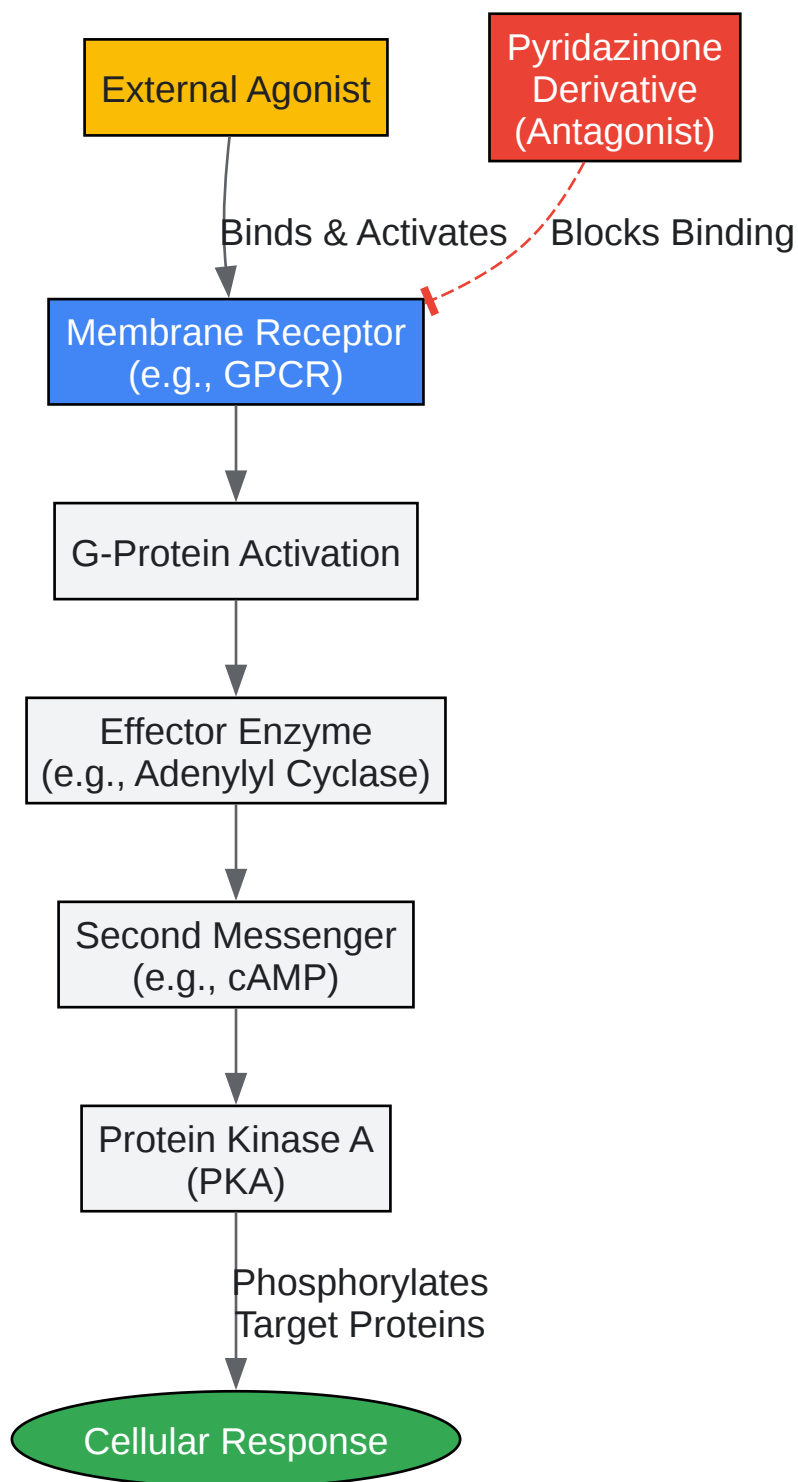 External Agonist
Pyridazinone
Derivative
(Antagonist)
Binds & Activates
Blocks Binding
Membrane Receptor
(e.g., GPCR)
G-Protein Activation
Effector Enzyme
(e.g., Adenylyl Cyclase)
Second Messenger
(e.g., cAMP)
Protein Kinase A
(PKA)
Phosphorylates
Target Proteins
Cellular Response